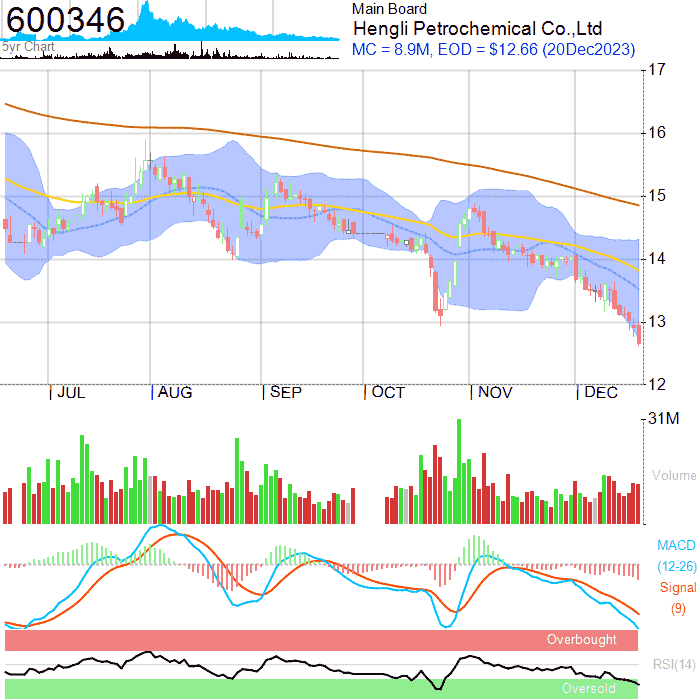 600346
5yr Chart
Main Board
Hengli Petrochemical Co.,Ltd
MC = 8.9M, EOD = $12.66 (20Dec2023)
17
16
15
14
13
12
JUL AUG SEP OCT NOV DEC
31M
Volume
MACD
(12-26)
Signal
(9)
Overbought
RSI(14)
Oversold